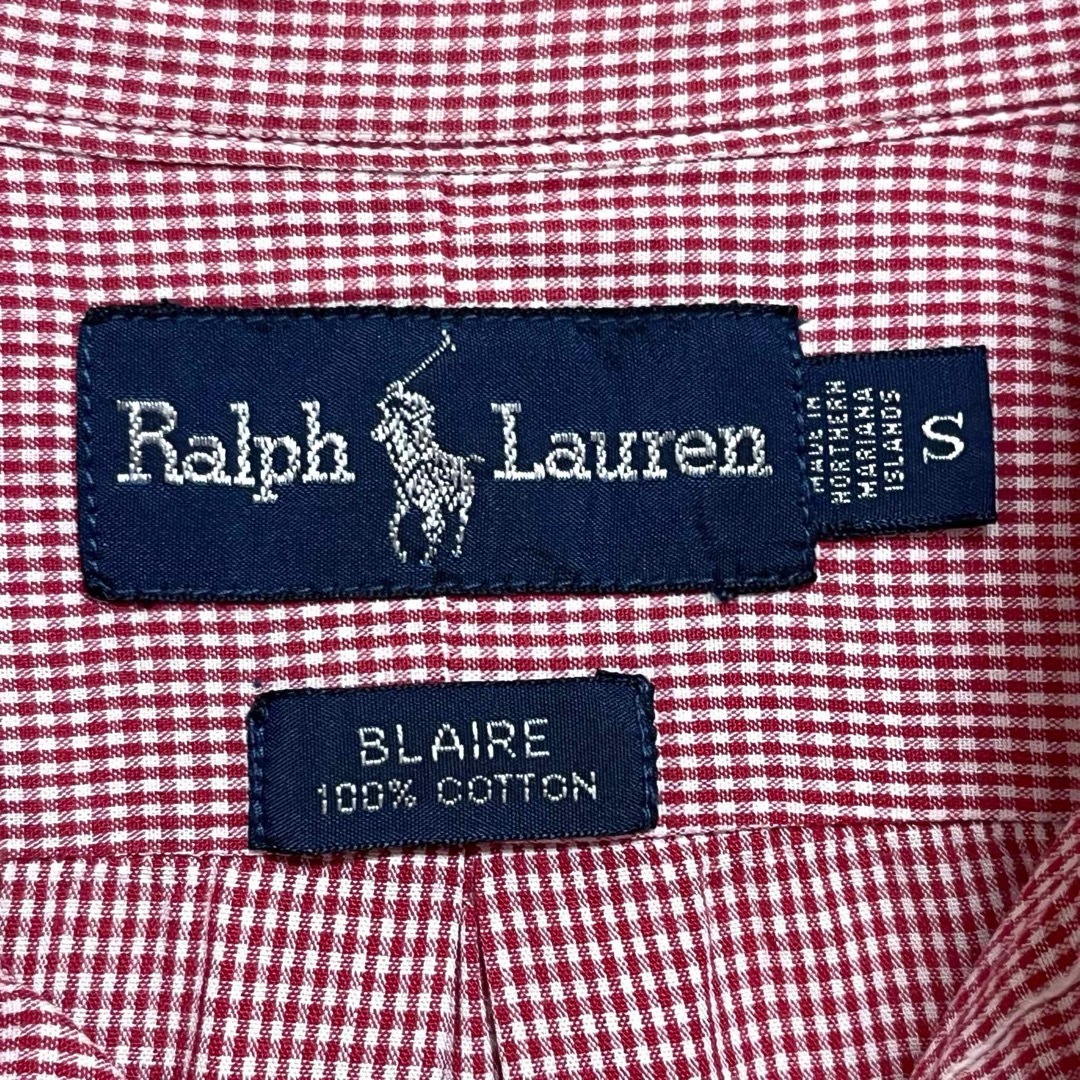 Ralph Lauren
MADE IN
NORTHERN
MARIANA
ISLANDS
S
BLAIRE
100% COTTON